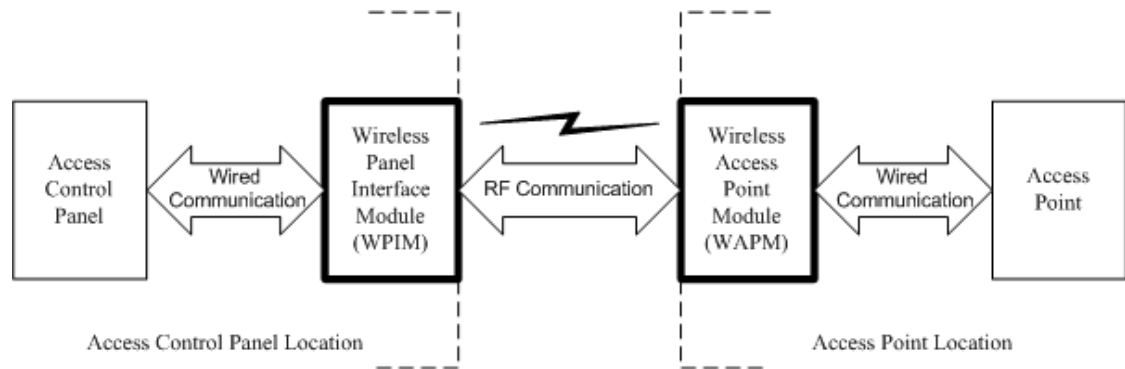 Access
Control
Panel
Wired
Communication
Wireless
Panel
Interface
Module
(WPIM)
RF Communication
Wireless
Access
Point
Module
(WAPM)
Wired
Communication
Access
Point
Access Control Panel Location
Access Point Location